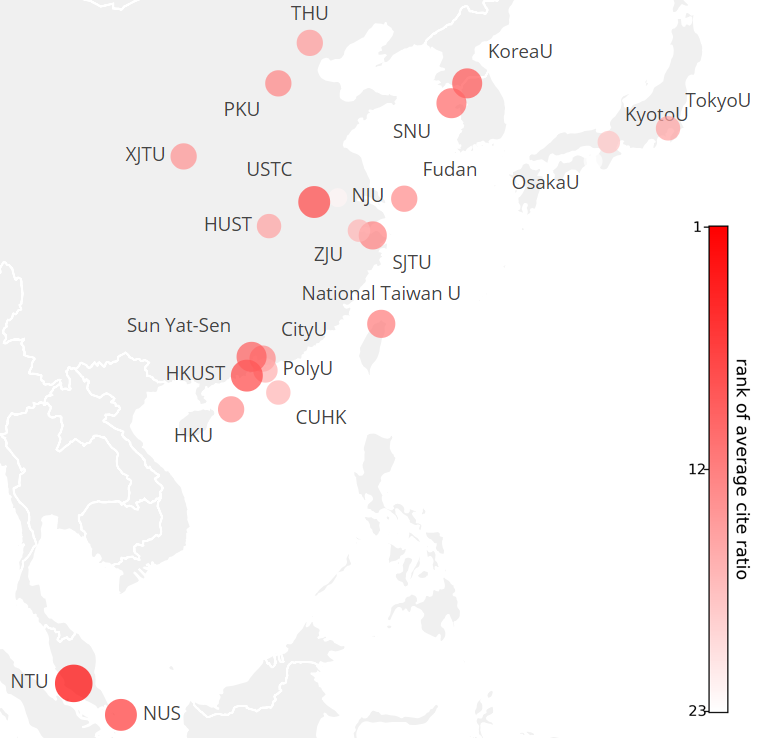 THU
KoreaU
PKU
TokyoU
KyotoU
SNU
XJTU
USTC
Fudan
OsakaU
NJU
HUST
1
ZJU
SJTU
National Taiwan U
Sun Yat-Sen
CityU
HKUST
PolyU
CUHK
HKU
rank of average cite ratio
12
NTU
NUS
23